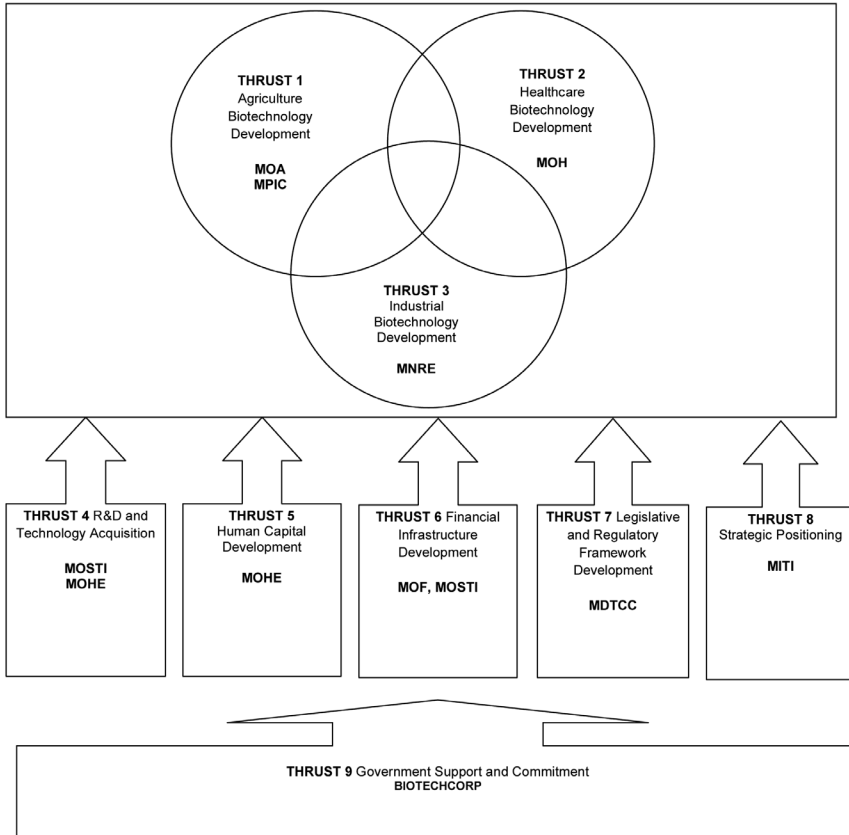 THRUST 1
Agriculture
Biotechnology
Development
MOA
MPIC
THRUST 2
Healthcare
Biotechnology
Development
MOH
THRUST 3
Industrial
Biotechnology
Development
MNRE
THRUST 4 R&D and
Technology Acquisition
MOSTI
MOHE
THRUST 5
Human Capital
Development
MOHE
THRUST 6 Financial
Infrastructure
Development
MOF, MOSTI
THRUST 7 Legislative
and Regulatory
Framework
Development
MDTCC
THRUST 8
Strategic Positioning
MITI
THRUST 9 Government Support and Commitment
BIOTECHCORP